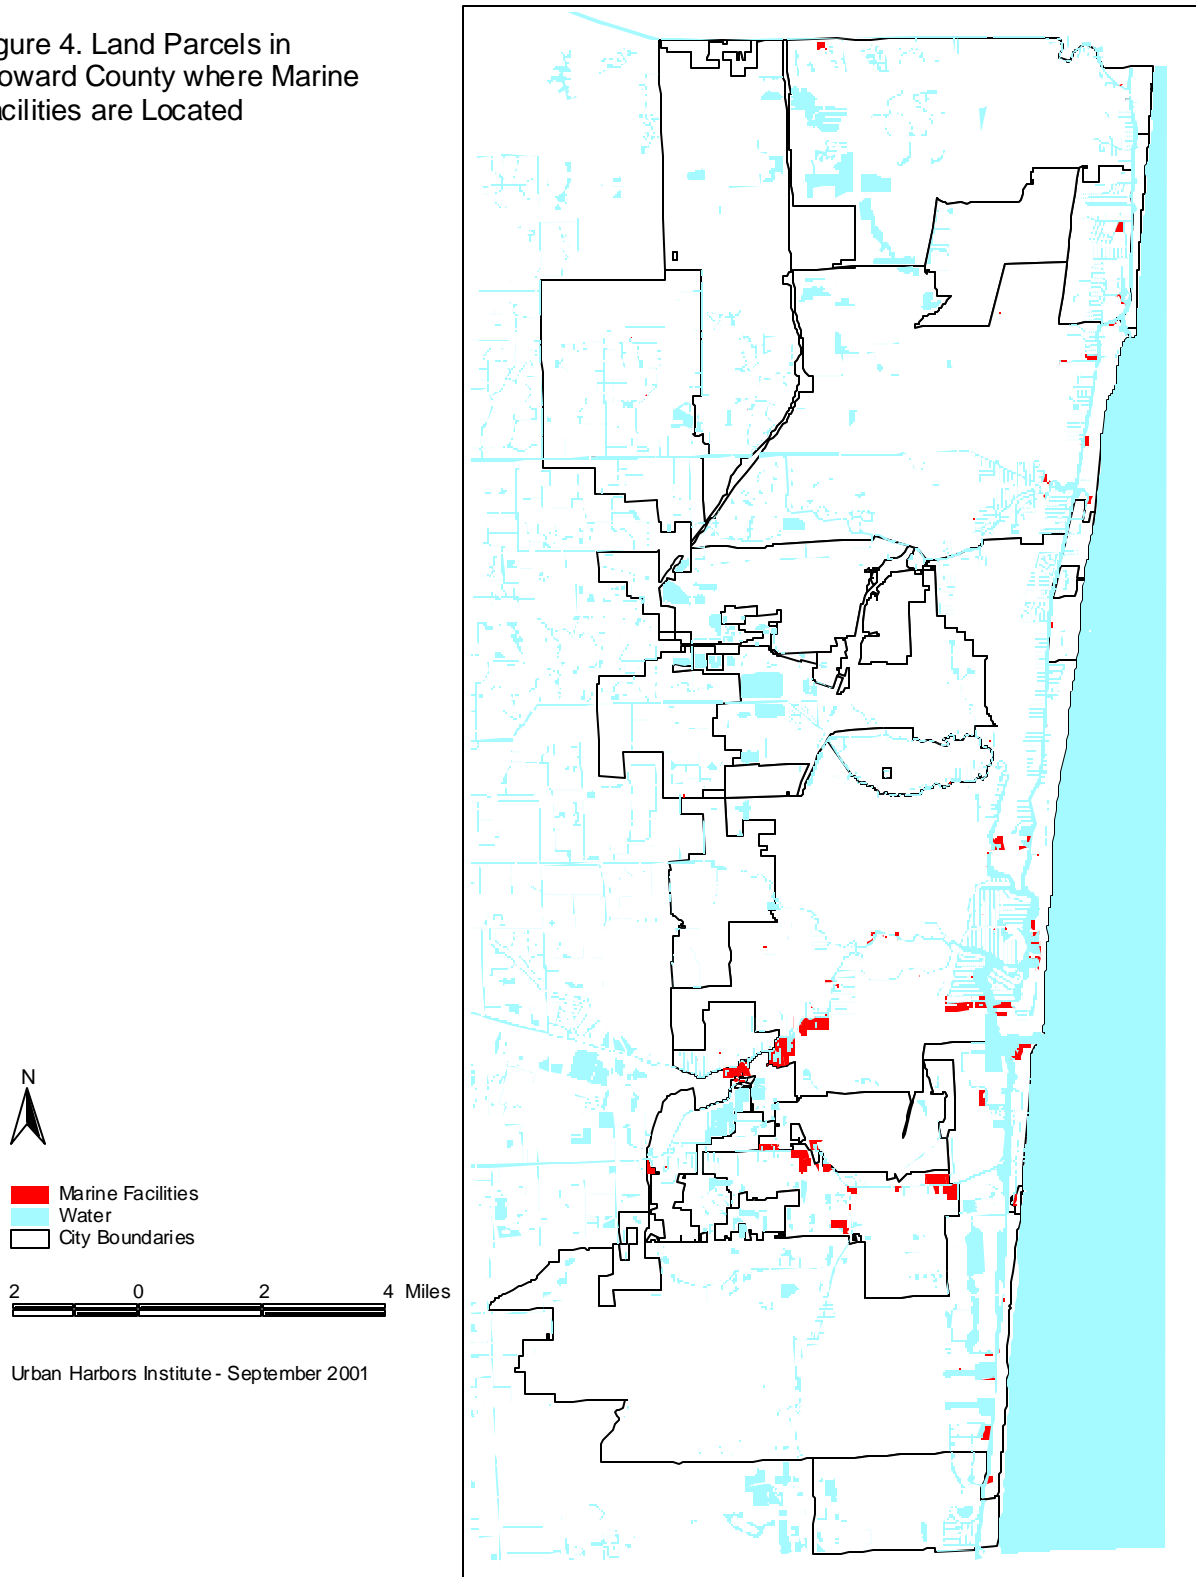 gure 4. Land Parcels in
oward County where Marine
acilities are Located
N
Marine Facilities
Water
City Boundaries
2 0 2 4 Miles
Urban Harbors Institute - September 2001